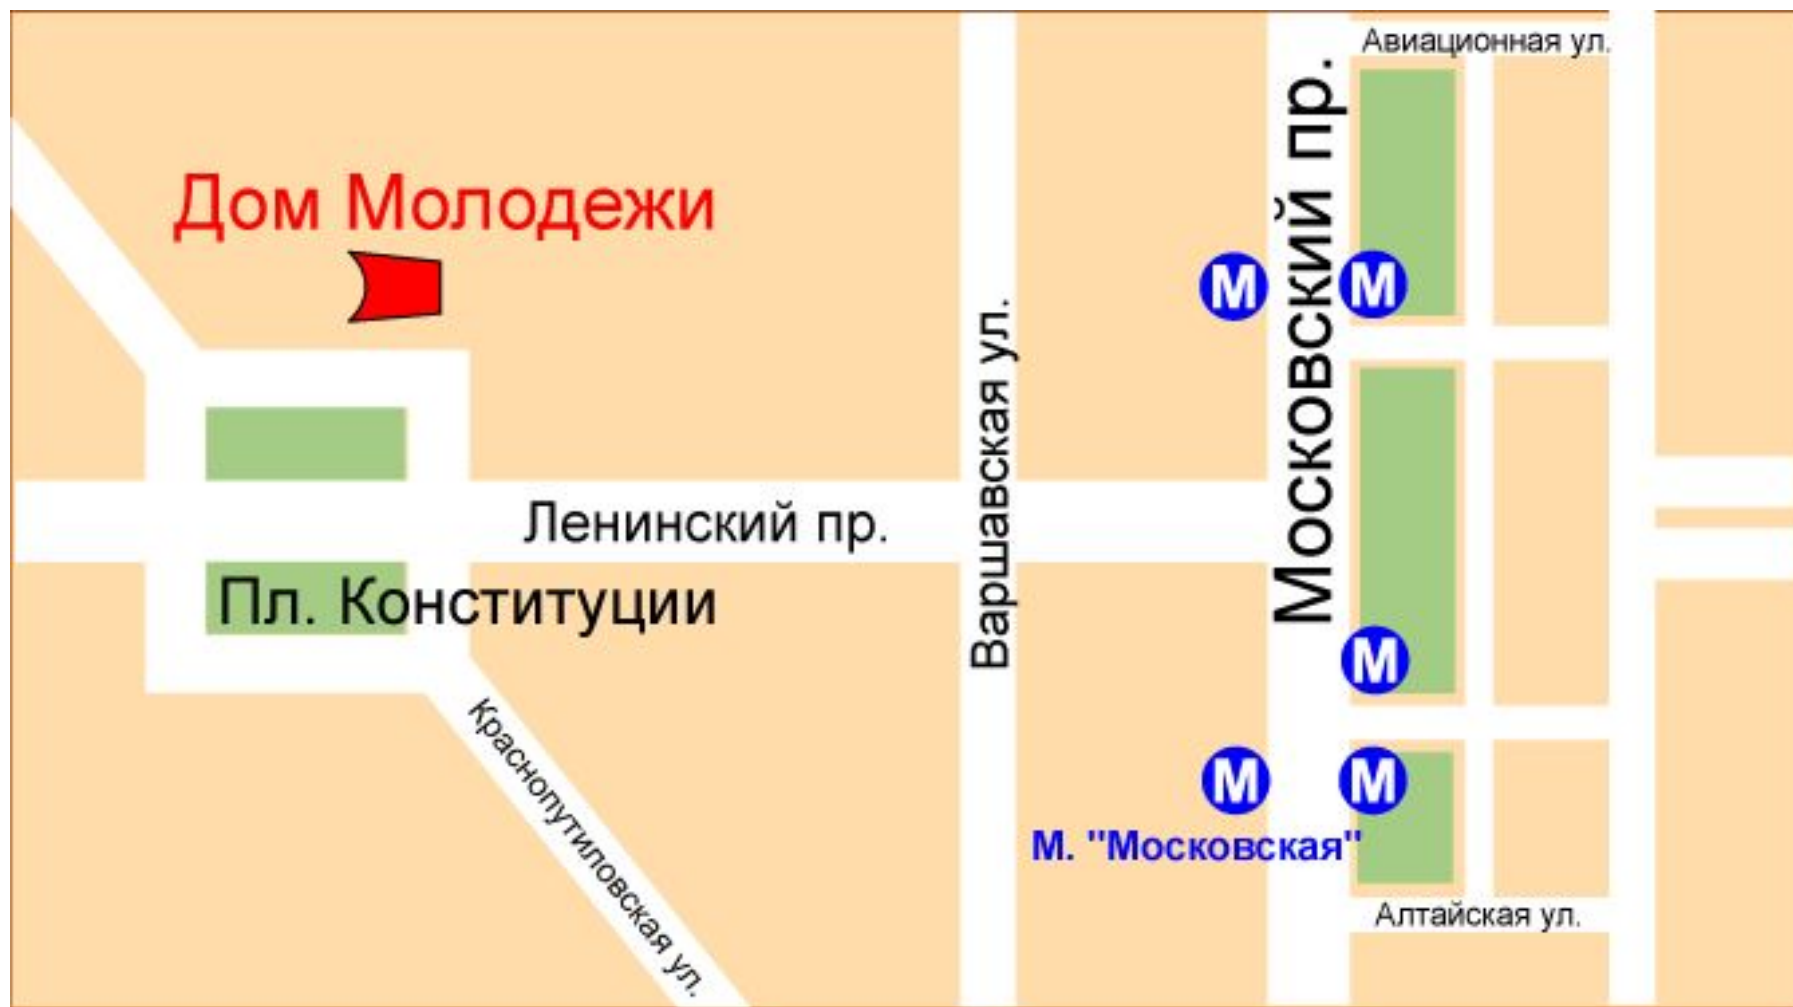 Авиационная ул.
Московский пр.
Дом Молодежи
М
М
Варшавская ул.
Ленинский пр.
Пл. Конституции
М
Краснопутиловская ул.
М
М
М. "Московская"
Алтайская ул.